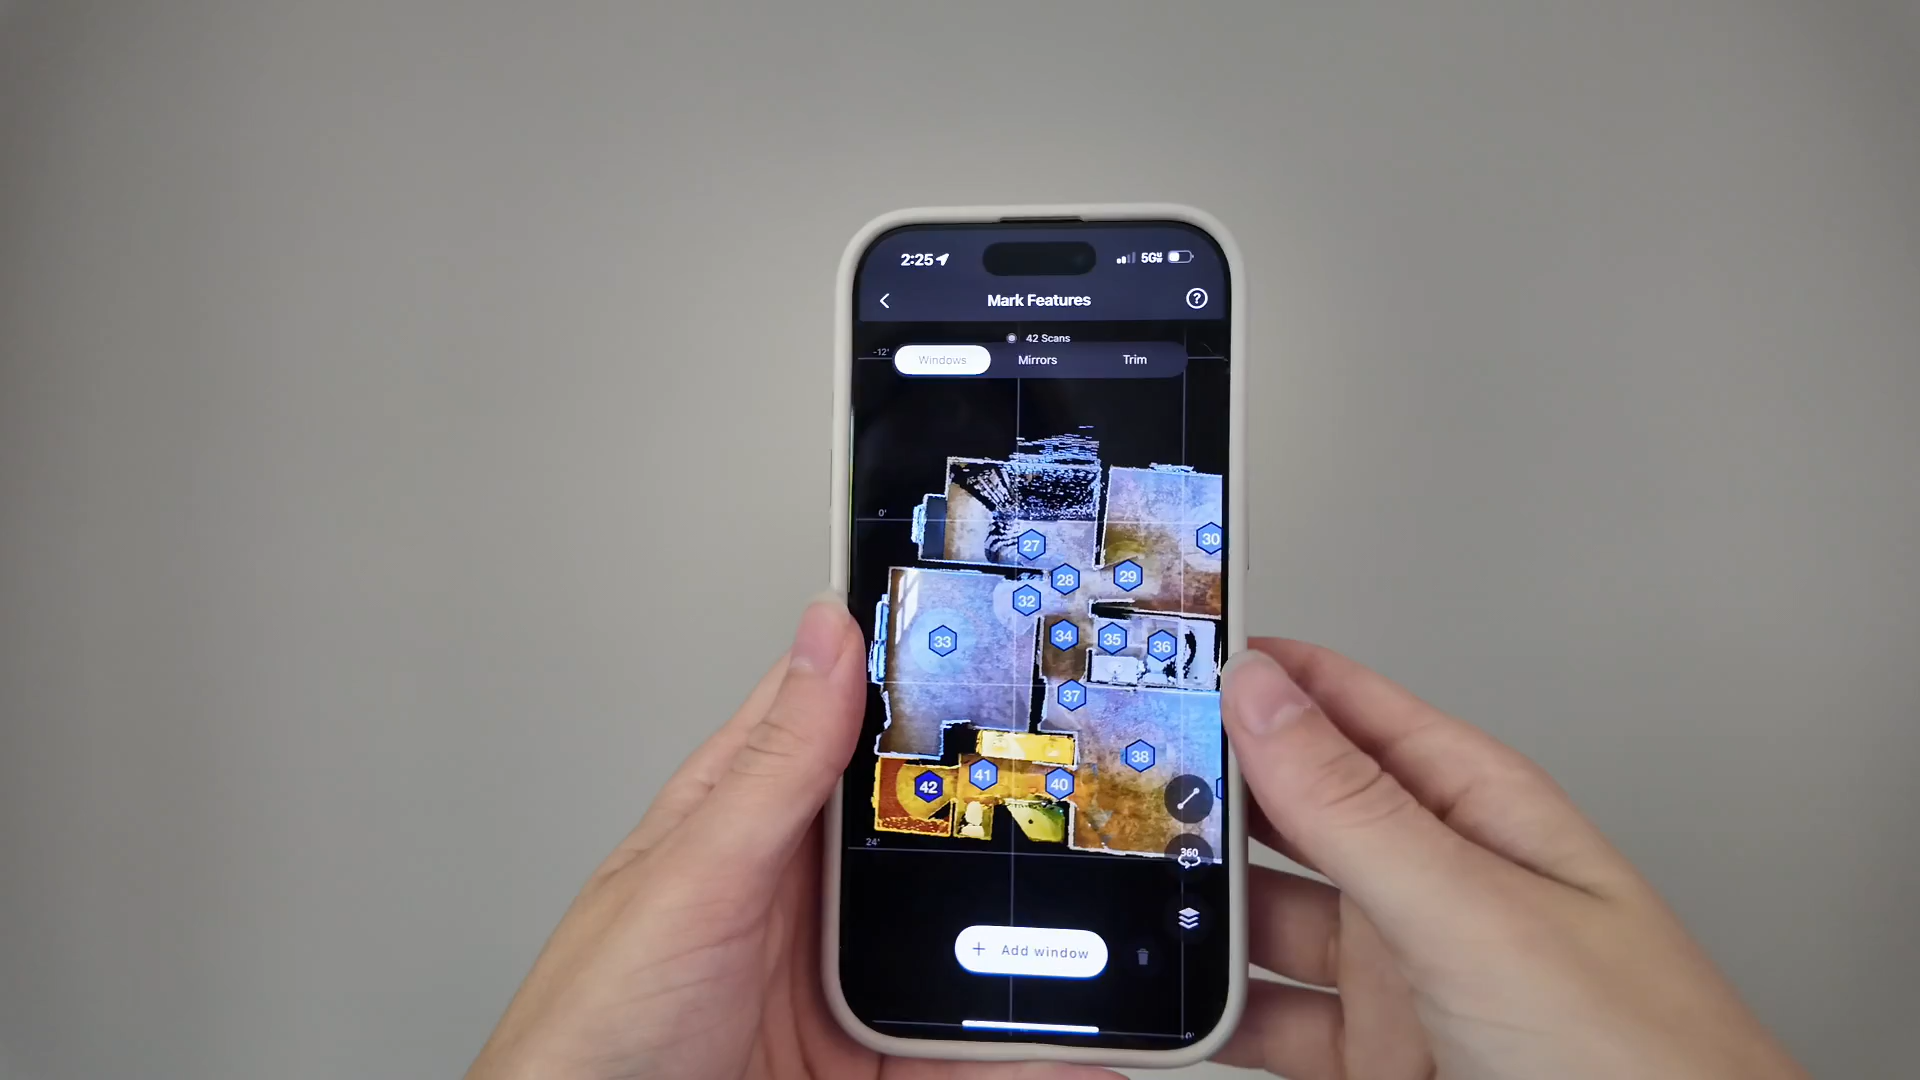 2:25 5G
Mark Features ?
42 Scans
-12'
Windows Mirrors Trim
0'
27
30
28 29
32
34 35 36
33
37
38
41 40
42
24'
360
+ Add window
0'